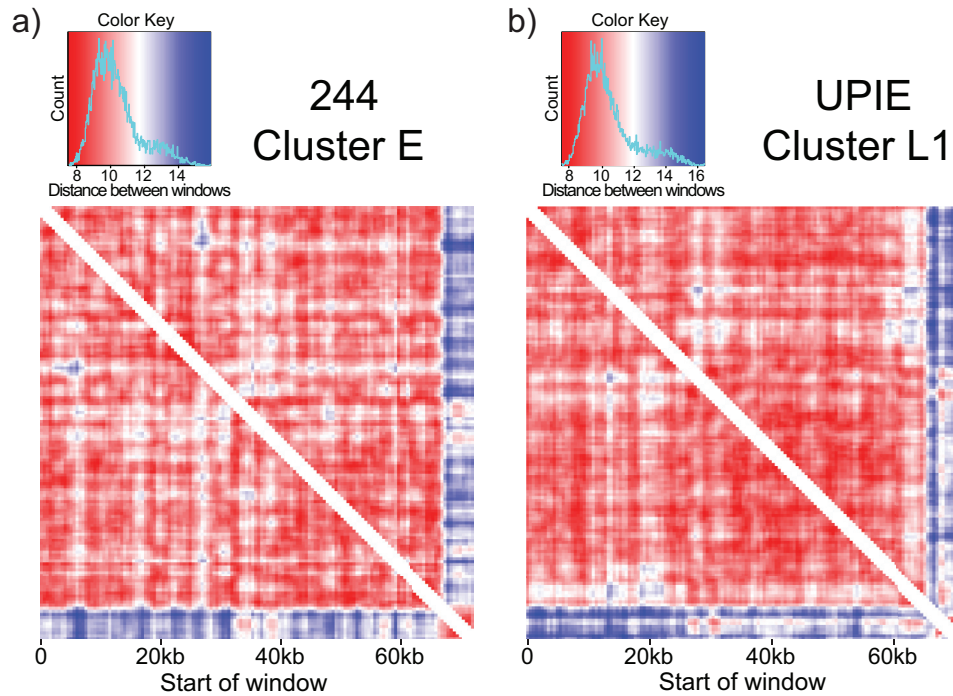 a)
Color Key
Count
8 10 12 14
Distance between windows
244
Cluster E
0 20kb 40kb 60kb
Start of window
b)
Color Key
Count
8 10 12 14 16
Distance between windows
UPIE
Cluster L1
0 20kb 40kb 60kb
Start of window